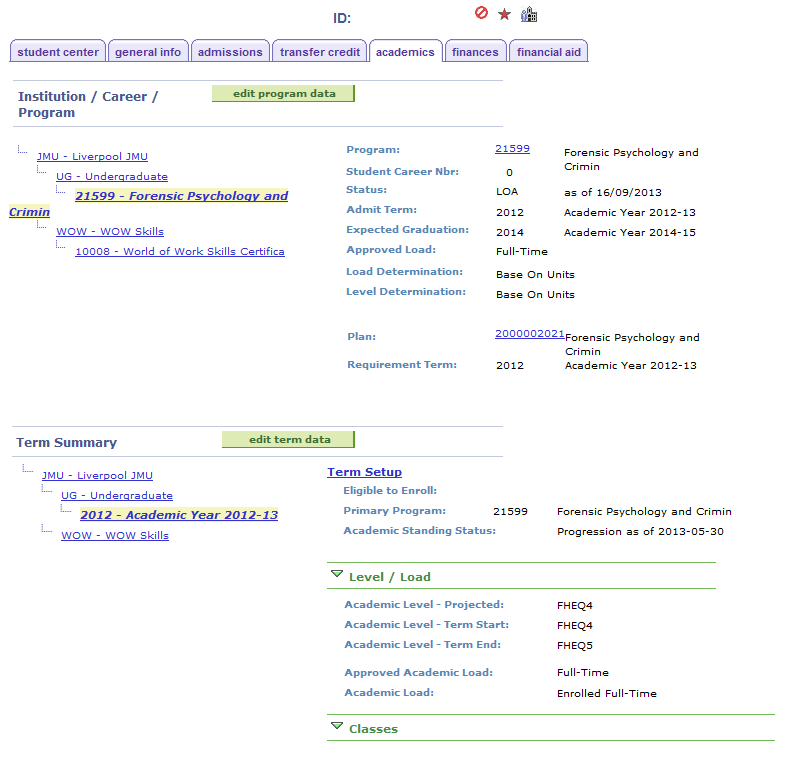 ID:
student center general info admissions transfer credit academics finances financial aid
Institution / Career / edit program data
Program
JMU - Liverpool JMU
UG - Undergraduate
21599 - Forensic Psychology and
Crimin
WOW - WOW Skills
10008 - World of Work Skills Certifica
Program: 21599 Forensic Psychology and
Crimin
Student Career Nbr: 0
Status: LOA as of 16/09/2013
Admit Term: 2012 Academic Year 2012-13
Expected Graduation: 2014 Academic Year 2014-15
Approved Load: Full-Time
Load Determination: Base On Units
Level Determination: Base On Units
Plan: 2000002021 Forensic Psychology and
Crimin
Requirement Term: 2012 Academic Year 2012-13
Term Summary edit term data
JMU - Liverpool JMU
UG - Undergraduate
2012 - Academic Year 2012-13
WOW - WOW Skills
Term Setup
Eligible to Enroll:
Primary Program: 21599 Forensic Psychology and Crimin
Academic Standing Status: Progression as of 2013-05-30
Level / Load
Academic Level - Projected: FHEQ4
Academic Level - Term Start: FHEQ4
Academic Level - Term End: FHEQ5
Approved Academic Load: Full-Time
Academic Load: Enrolled Full-Time
Classes